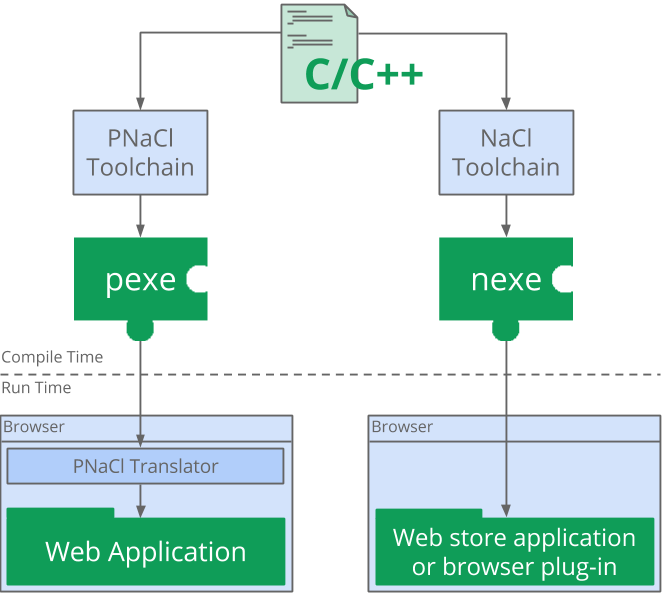 C/C++
PNaCl
Toolchain
NaCl
Toolchain
pexe
nexe
Compile Time
Run Time
Browser
Browser
PNaCl Translator
Web Application
Web store application
or browser plug-in